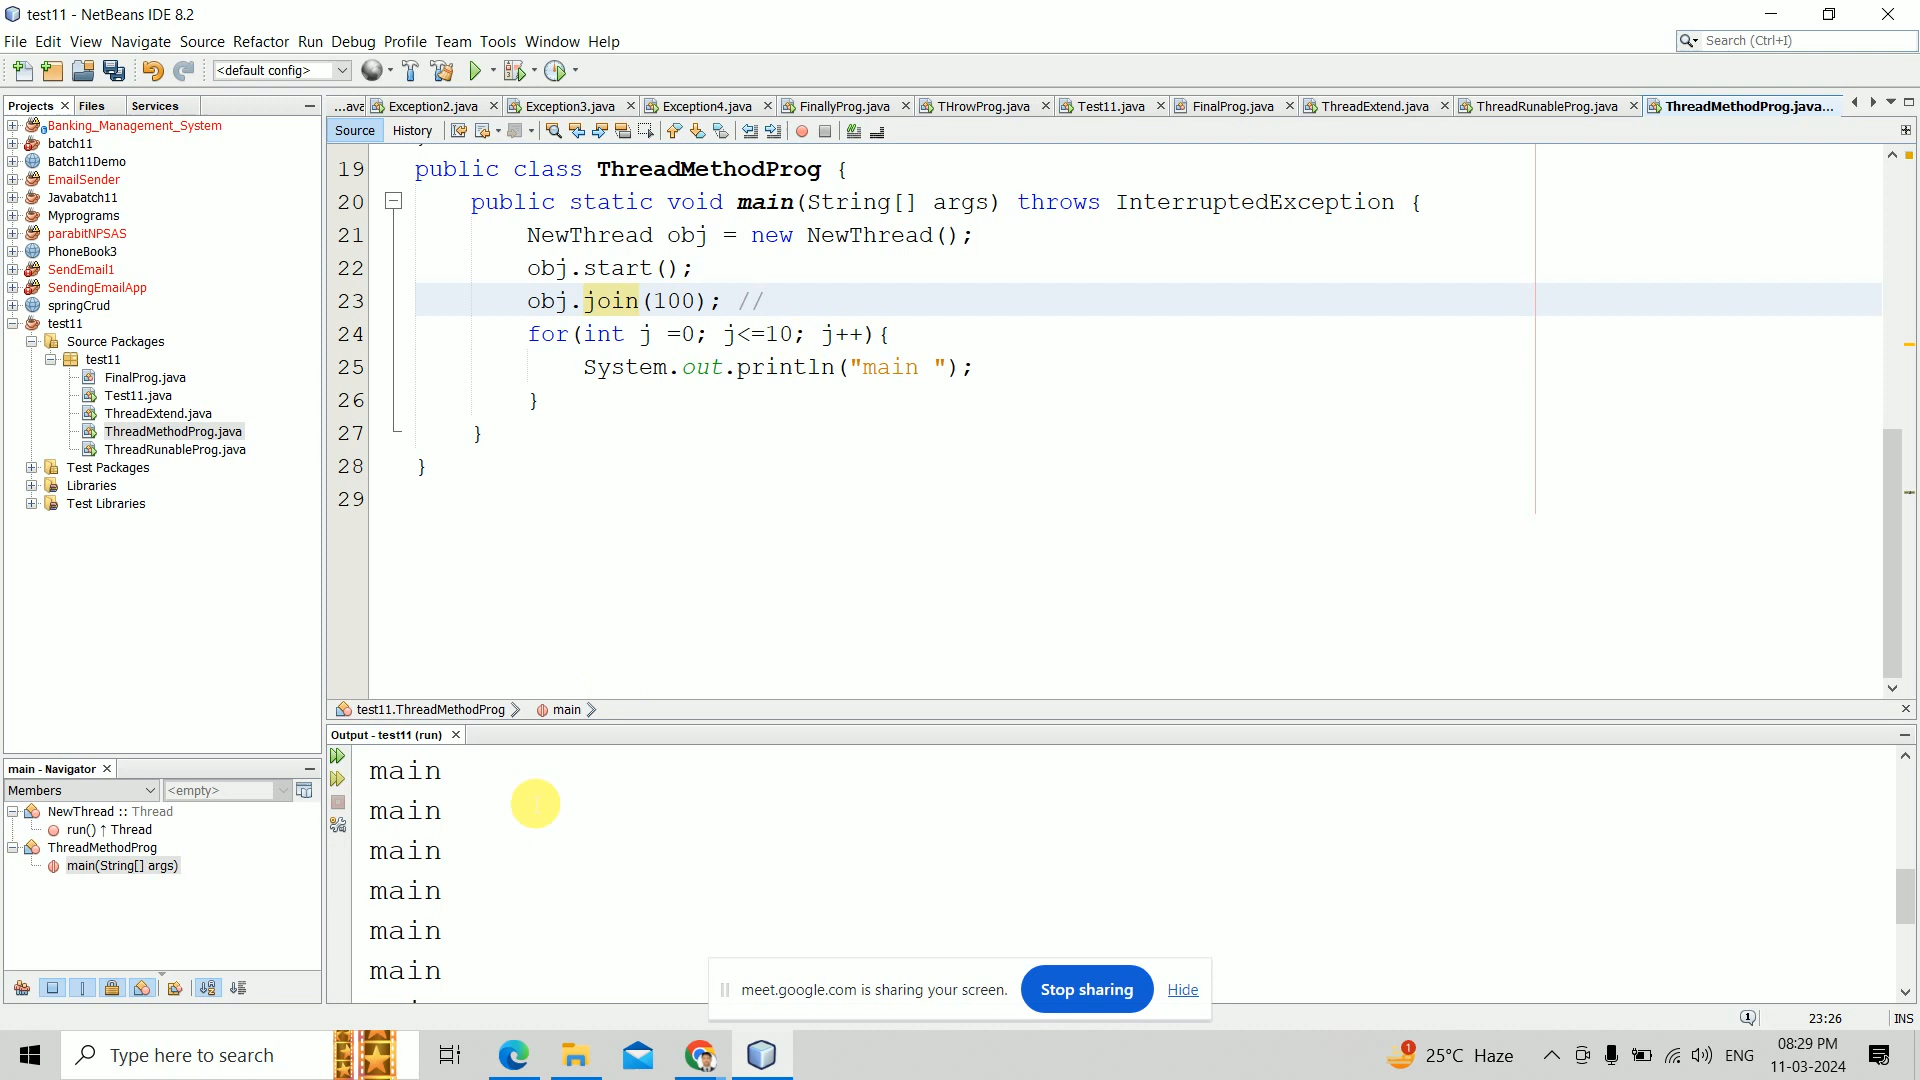 test11 - NetBeans IDE 8.2
File Edit View Navigate Source Refactor Run Debug Profile Team Tools Window Help
Search (Ctrl+I)
<default config>
Projects Files Services
...ava Exception2.java Exception3.java Exception4.java FinallyProg.java THrowProg.java Test11.java FinalProg.java ThreadExtend.java ThreadRunableProg.java ThreadMethodProg.java...
Source History
Banking_Management_System
batch11
Batch11Demo
EmailSender
Javabatch11
Myprograms
parabitNPSAS
PhoneBook3
SendEmail1
SendingEmailApp
springCrud
test11
Source Packages
test11
FinalProg.java
Test11.java
ThreadExtend.java
ThreadMethodProg.java
ThreadRunableProg.java
Test Packages
Libraries
Test Libraries
19 public class ThreadMethodProg {
20 public static void main(String[] args) throws InterruptedException {
21 NewThread obj = new NewThread();
22 obj.start();
23 obj.join(100); //
24 for(int j =0; j<=10; j++){
25 System.out.println("main ");
26 }
27 }
28 }
29
test11.ThreadMethodProg main
Output - test11 (run)
main
main
main
main
main
main
main - Navigator
Members <empty>
NewThread :: Thread
run() ↑ Thread
ThreadMethodProg
main(String[] args)
meet.google.com is sharing your screen. Stop sharing Hide
1 23:26 INS
Type here to search
1 25°C Haze ENG 08:29 PM
11-03-2024